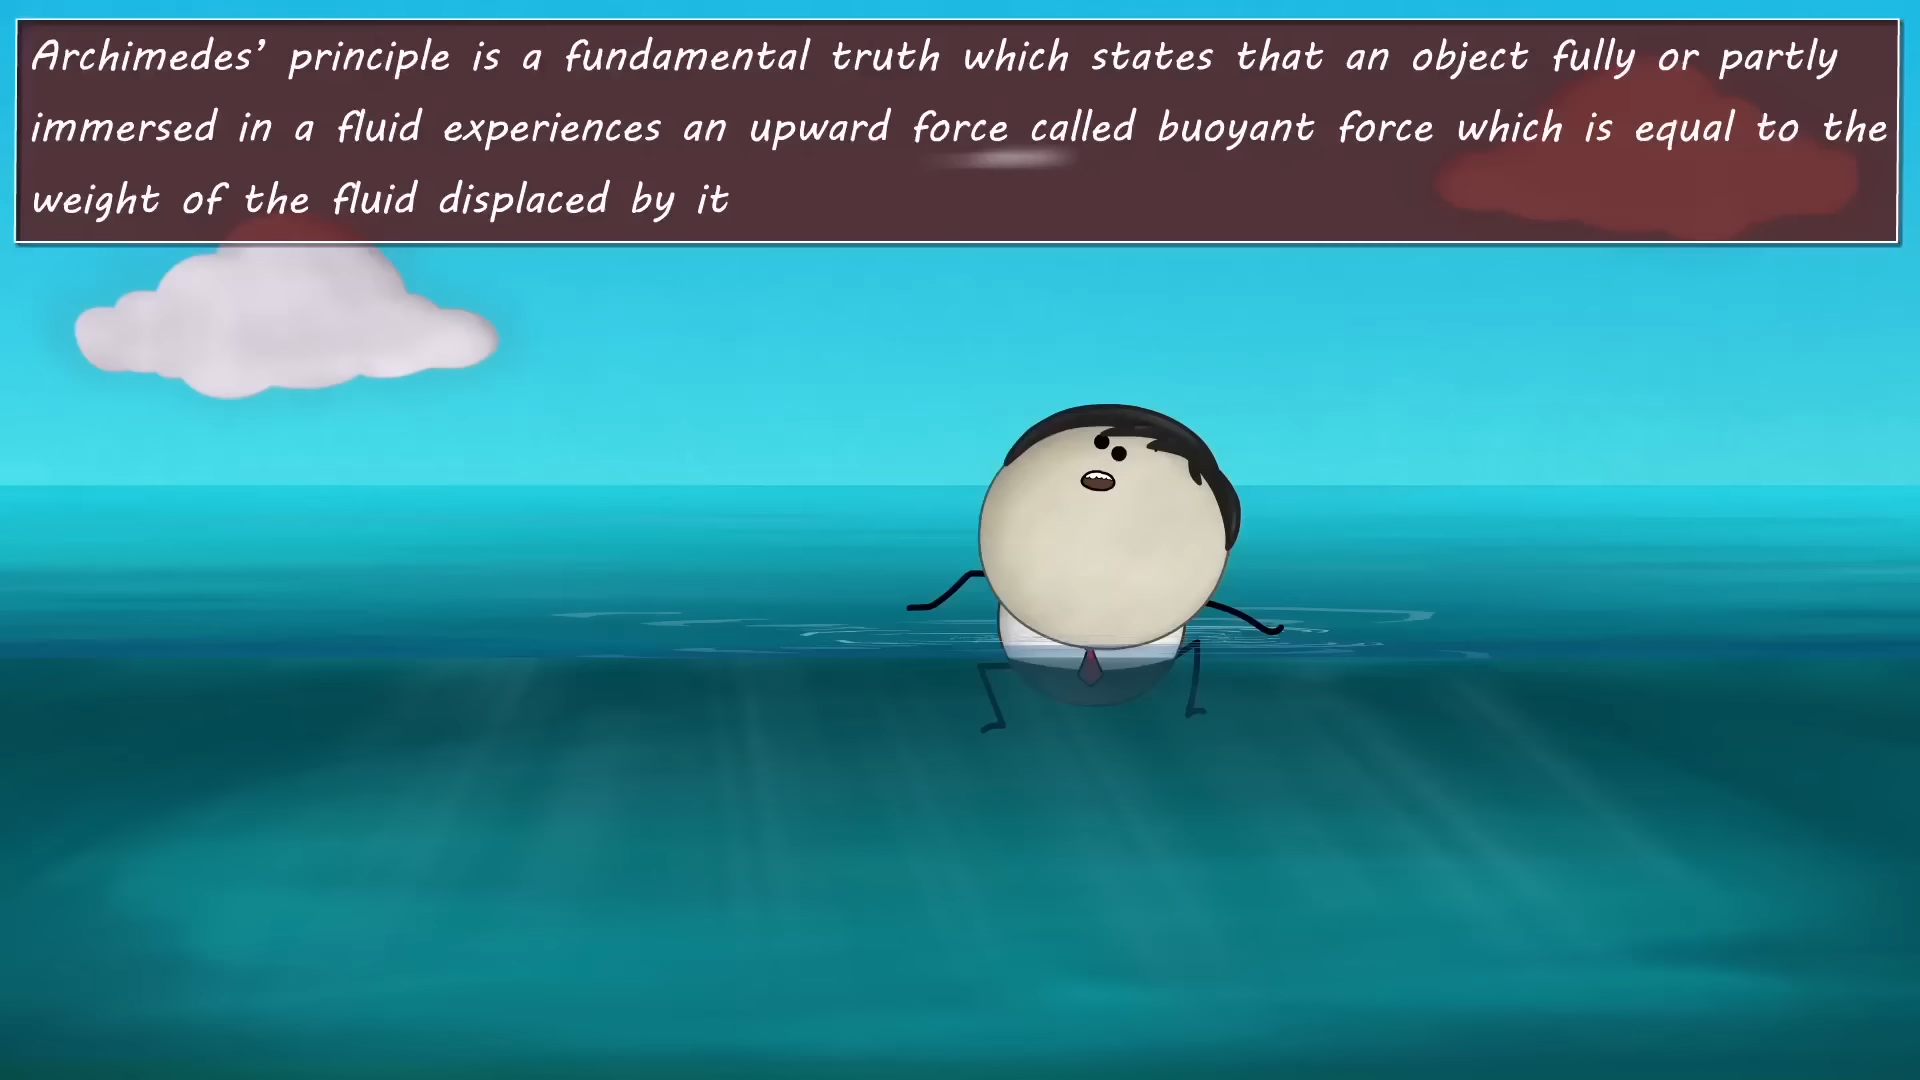 Archimedes’ principle is a fundamental truth which states that an object fully or partly
immersed in a fluid experiences an upward force called buoyant force which is equal to the
weight of the fluid displaced by it